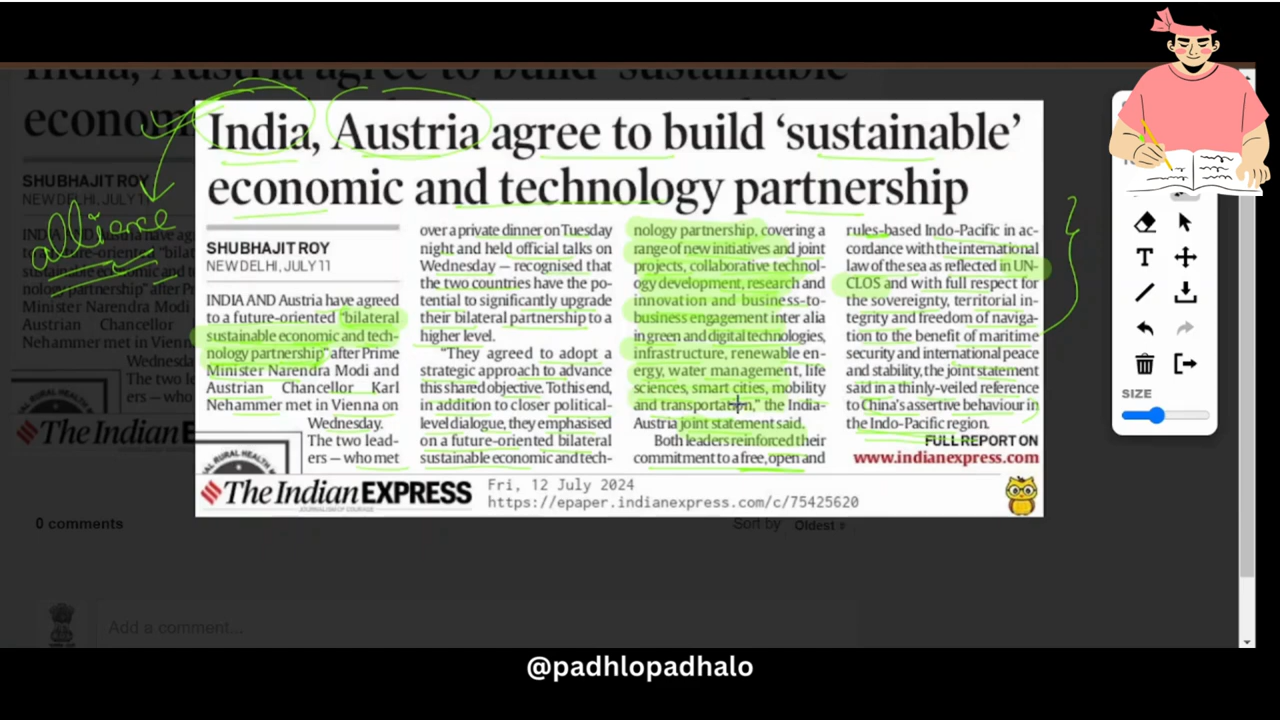 India, Austria agree to build ‘sustainable’
economic and technology partnership
alliance
SHUBHAJIT ROY
NEW DELHI, JULY 11
INDIA AND Austria have agreed
to a future-oriented “bilateral
sustainable economic and tech-
nology partnership” after Prime
Minister Narendra Modi and
Austrian Chancellor Karl
Nehammer met in Vienna on
Wednesday.
The two lead-
ers — who met
over a private dinner on Tuesday
night and held official talks on
Wednesday — recognised that
the two countries have the po-
tential to significantly upgrade
their bilateral partnership to a
higher level.
“They agreed to adopt a
strategic approach to advance
this shared objective. To this end,
in addition to closer political-
level dialogue, they emphasised
on a future-oriented bilateral
sustainable economic and tech-
nology partnership, covering a
range of new initiatives and joint
projects, collaborative technol-
ogy development, research and
innovation and business-to-
business engagement inter alia
in green and digital technologies,
infrastructure, renewable en-
ergy, water management, life
sciences, smart cities, mobility
and transportation,” the India-
Austria joint statement said.
Both leaders reinforced their
commitment to a free, open and
rules-based Indo-Pacific in ac-
cordance with the international
law of the sea as reflected in UN-
CLOS and with full respect for
the sovereignty, territorial in-
tegrity and freedom of naviga-
tion to the benefit of maritime
security and international peace
and stability, the joint statement
said in a thinly-veiled reference
to China’s assertive behaviour in
the Indo-Pacific region.
FULL REPORT ON
www.indianexpress.com
The Indian EXPRESS
JOURNALISM OF COURAGE
Fri, 12 July 2024
https://epaper.indianexpress.com/c/75425620
T
SIZE
0 comments
Sort by Oldest
Add a comment...
@padhlopadhalo